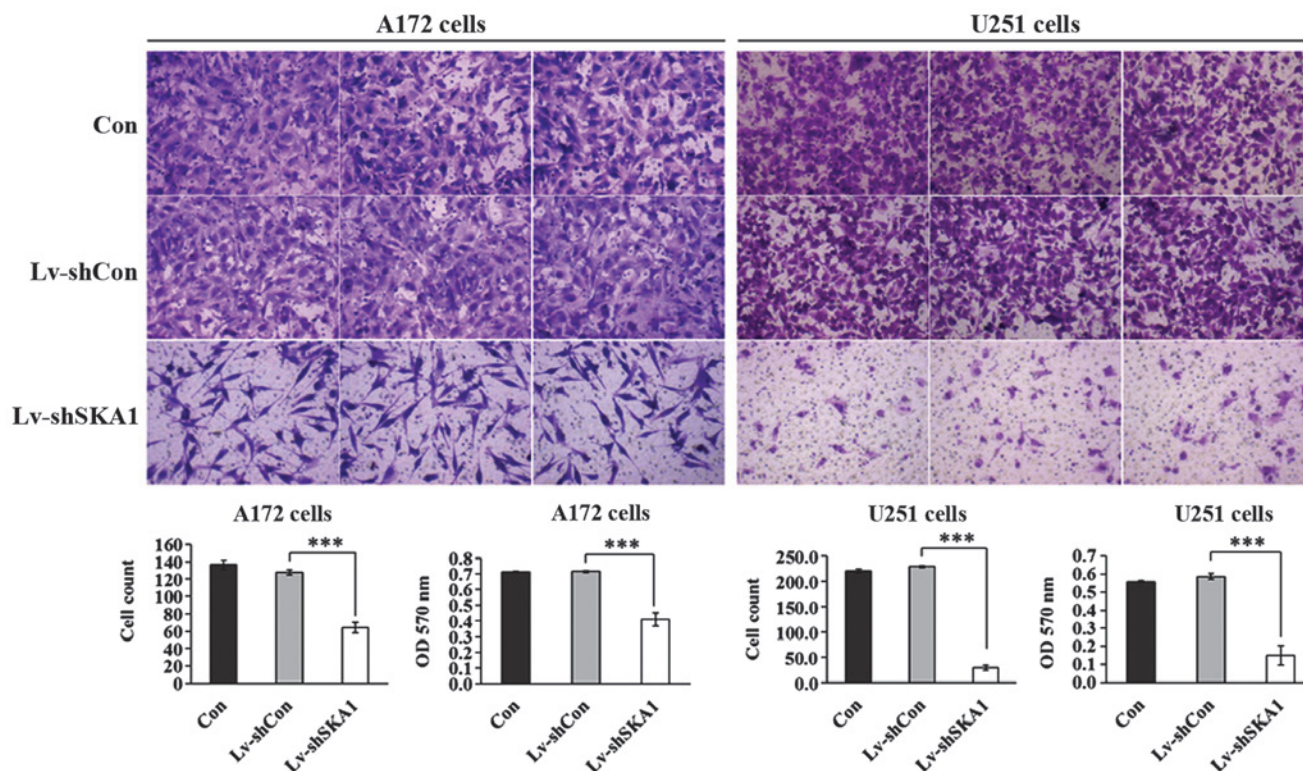 A172 cells
U251 cells
Con
Lv-shCon
Lv-shSKA1
A172 cells
Cell count
160
140
120
100
80
60
40
20
0
***
Con
Lv-shCon
Lv-shSKA1
A172 cells
OD 570 nm
0.8
0.7
0.6
0.5
0.4
0.3
0.2
0.1
0.0
***
Con
Lv-shCon
Lv-shSKA1
U251 cells
Cell count
250.0
200.0
150.0
100.0
50.0
0.0
***
Con
Lv-shCon
Lv-shSKA1
U251 cells
OD 570 nm
0.7
0.6
0.5
0.4
0.3
0.2
0.1
0.0
***
Con
Lv-shCon
Lv-shSKA1